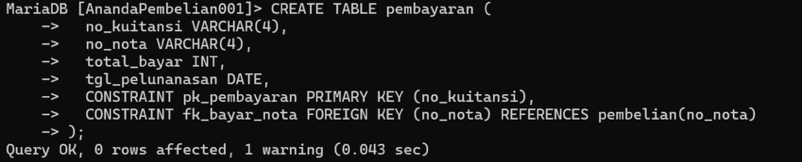 MariaDB [AnandaPembelian001]> CREATE TABLE pembayaran (
    ->   no_kuitansi VARCHAR(4),
    ->   no_nota VARCHAR(4),
    ->   total_bayar INT,
    ->   tgl_pelunanasan DATE,
    ->   CONSTRAINT pk_pembayaran PRIMARY KEY (no_kuitansi),
    ->   CONSTRAINT fk_bayar_nota FOREIGN KEY (no_nota) REFERENCES pembelian(no_nota)
    -> );
Query OK, 0 rows affected, 1 warning (0.043 sec)